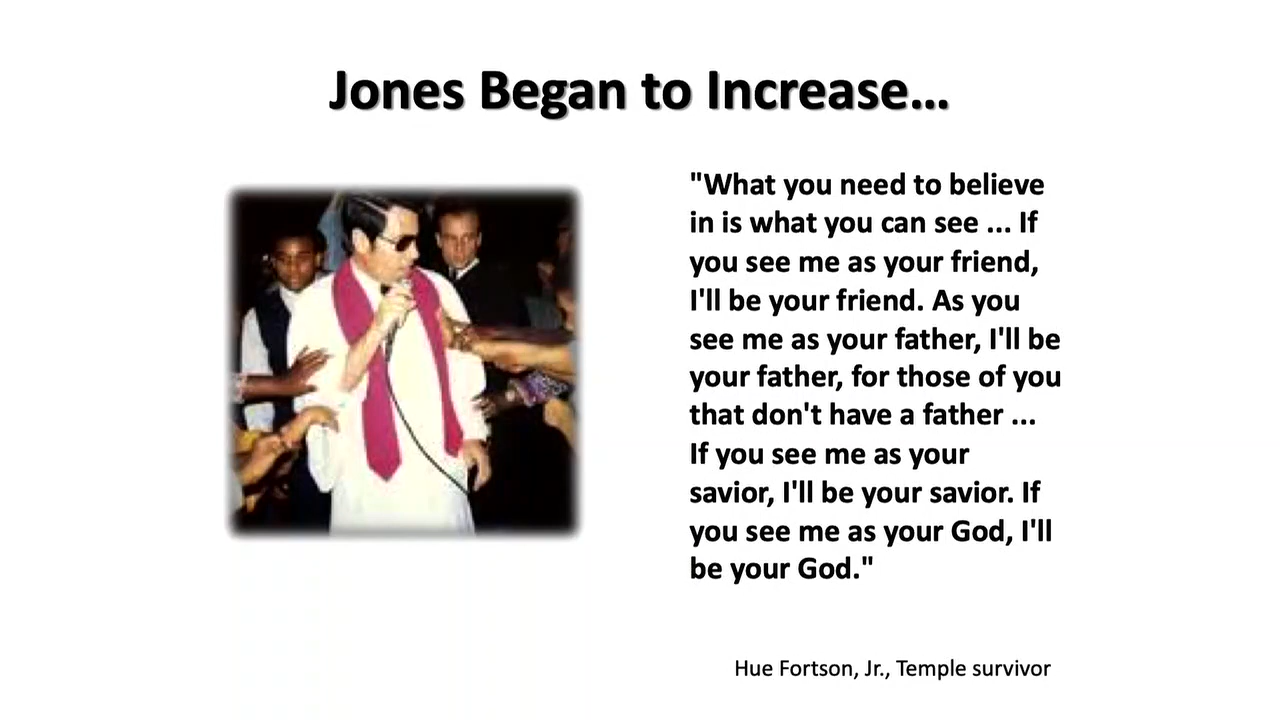 Jones Began to Increase...
"What you need to believe
in is what you can see ... If
you see me as your friend,
I'll be your friend. As you
see me as your father, I'll be
your father, for those of you
that don't have a father ...
If you see me as your
savior, I'll be your savior. If
you see me as your God, I'll
be your God."
Hue Fortson, Jr., Temple survivor